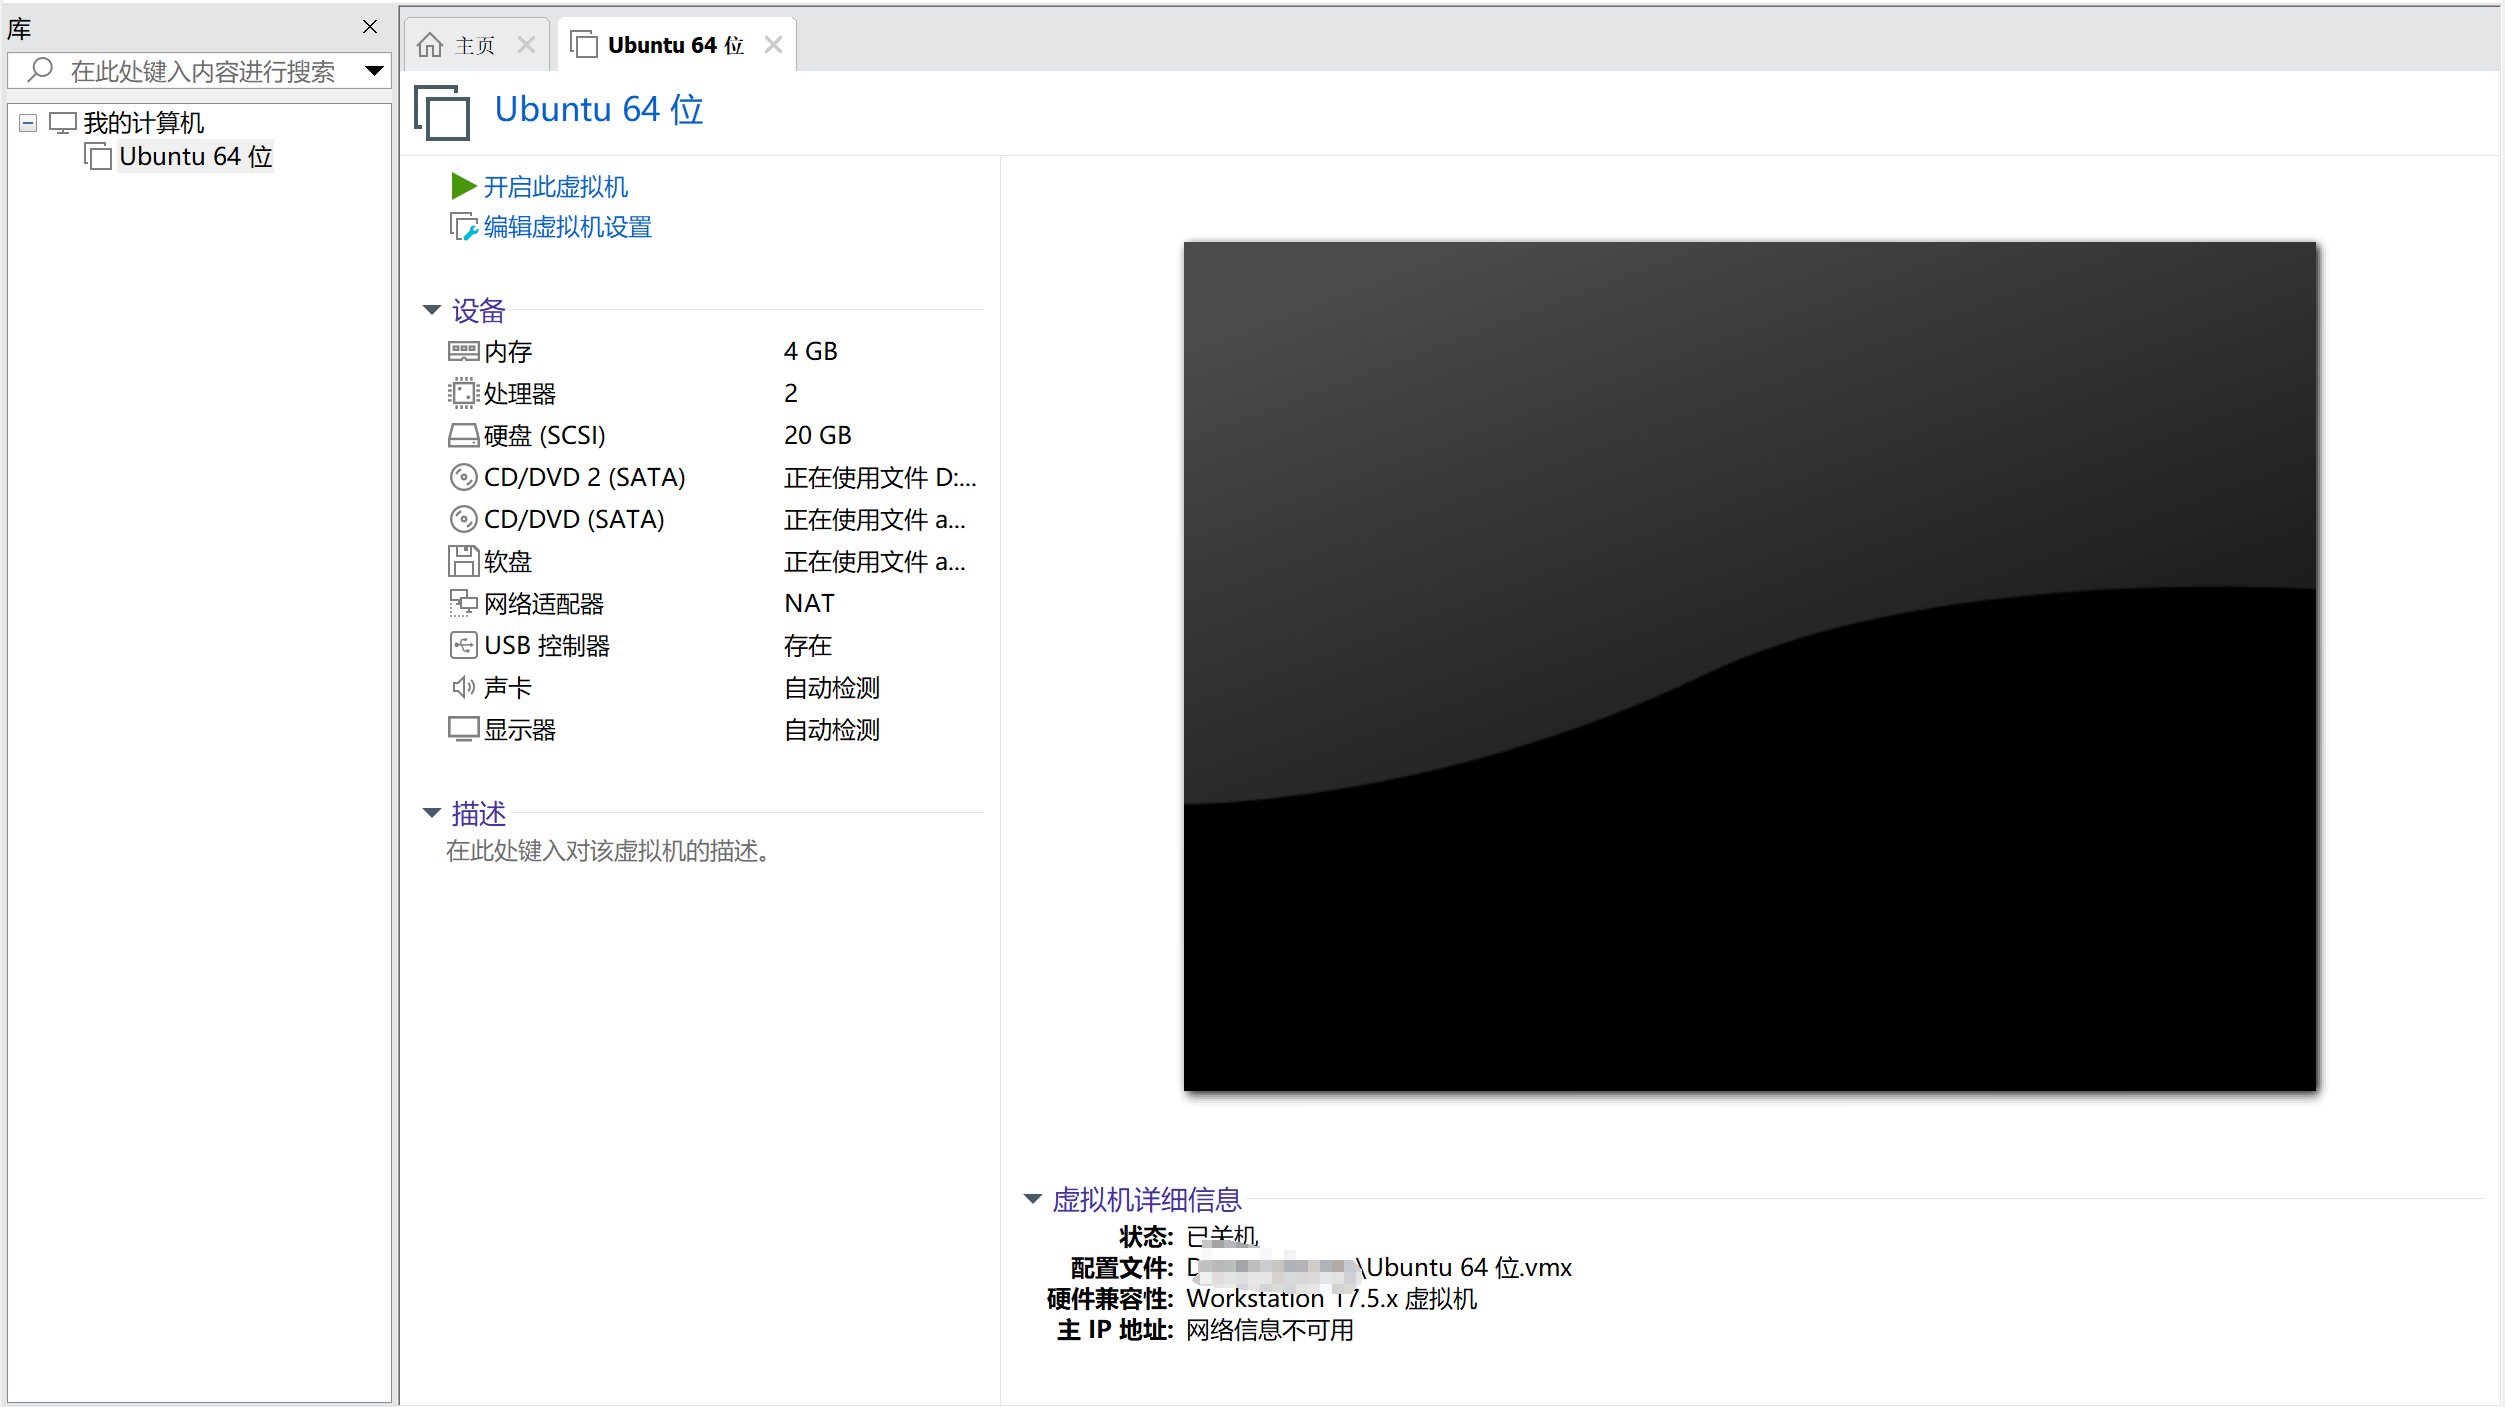 库
在此处键入内容进行搜索
我的计算机
Ubuntu 64 位
主页
Ubuntu 64 位
Ubuntu 64 位
开启此虚拟机
编辑虚拟机设置
设备
内存 4 GB
处理器 2
硬盘 (SCSI) 20 GB
CD/DVD 2 (SATA) 正在使用文件 D:...
CD/DVD (SATA) 正在使用文件 a...
软盘 正在使用文件 a...
网络适配器 NAT
USB 控制器 存在
声卡 自动检测
显示器 自动检测
描述
在此处键入对该虚拟机的描述。
虚拟机详细信息
状态: 已关机
配置文件: D \Ubuntu 64 位.vmx
硬件兼容性: Workstation 17.5.x 虚拟机
主 IP 地址: 网络信息不可用